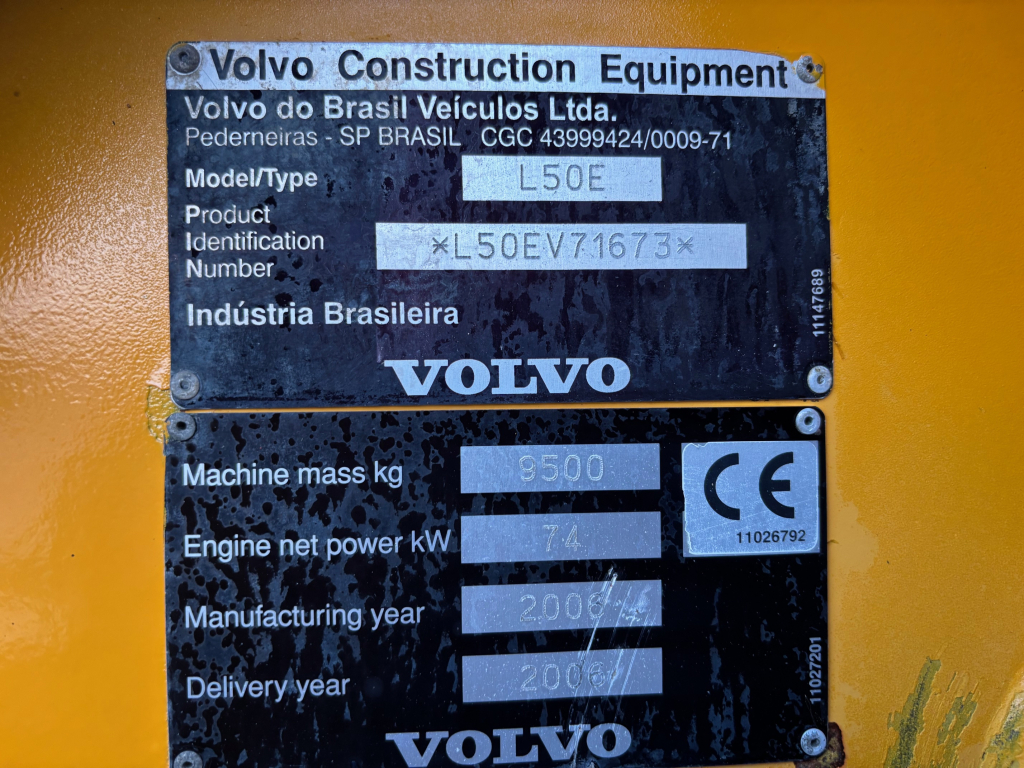 Volvo Construction Equipment
Volvo do Brasil Veículos Ltda.
Pederneiras - SP BRASIL CGC 43999424/0009-71
Model/Type L50E
Product
Identification *L50EV71673*
Number
Indústria Brasileira
11147689
VOLVO
Machine mass kg 9500
CE
11026792
Engine net power kW 74
Manufacturing year 2006
Delivery year 2006
11027201
VOLVO